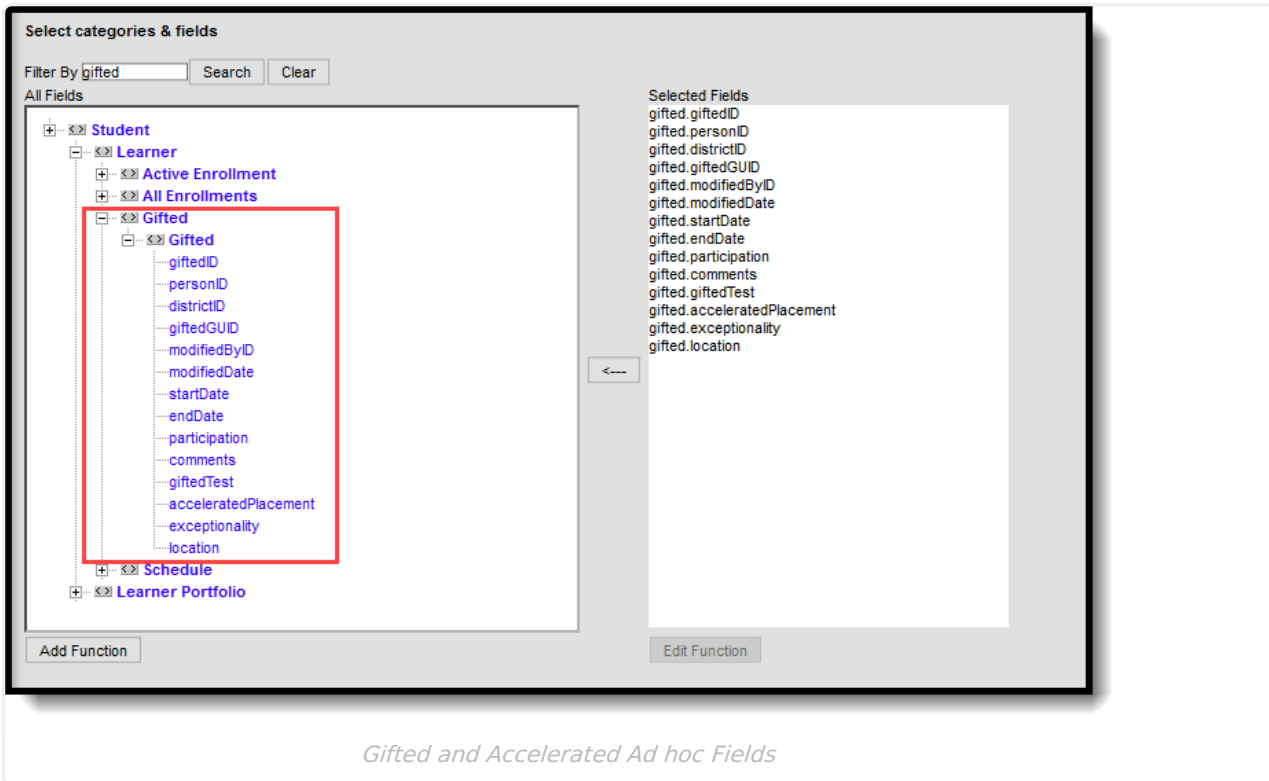 Select categories & fields
Filter By gifted Search Clear
All Fields
Student
Learner
Active Enrollment
All Enrollments
Gifted
Gifted
giftedID
personID
districtID
giftedGUID
modifiedByID
modifiedDate
startDate
endDate
participation
comments
giftedTest
acceleratedPlacement
exceptionality
location
Schedule
Learner Portfolio
Add Function
<---
Selected Fields
gifted.giftedID
gifted.personID
gifted.districtID
gifted.giftedGUID
gifted.modifiedByID
gifted.modifiedDate
gifted.startDate
gifted.endDate
gifted.participation
gifted.comments
gifted.giftedTest
gifted.acceleratedPlacement
gifted.exceptionality
gifted.location
Edit Function
Gifted and Accelerated Ad hoc Fields